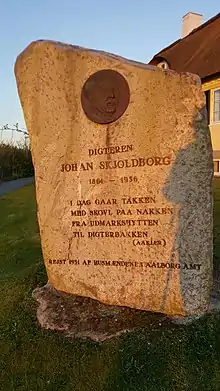 DIGTEREN
JOHAN SKJOLDBORG
1861 - 1936
I DAG GAAR TAKKEN
MED SKOVL PAA NAKKEN
FRA UDMARKSHYTTEN
TIL DIGTERBAKKEN
(AAKJÆR)
REJST 1951 AF HUSMÆNDENE I AALBORG AMT